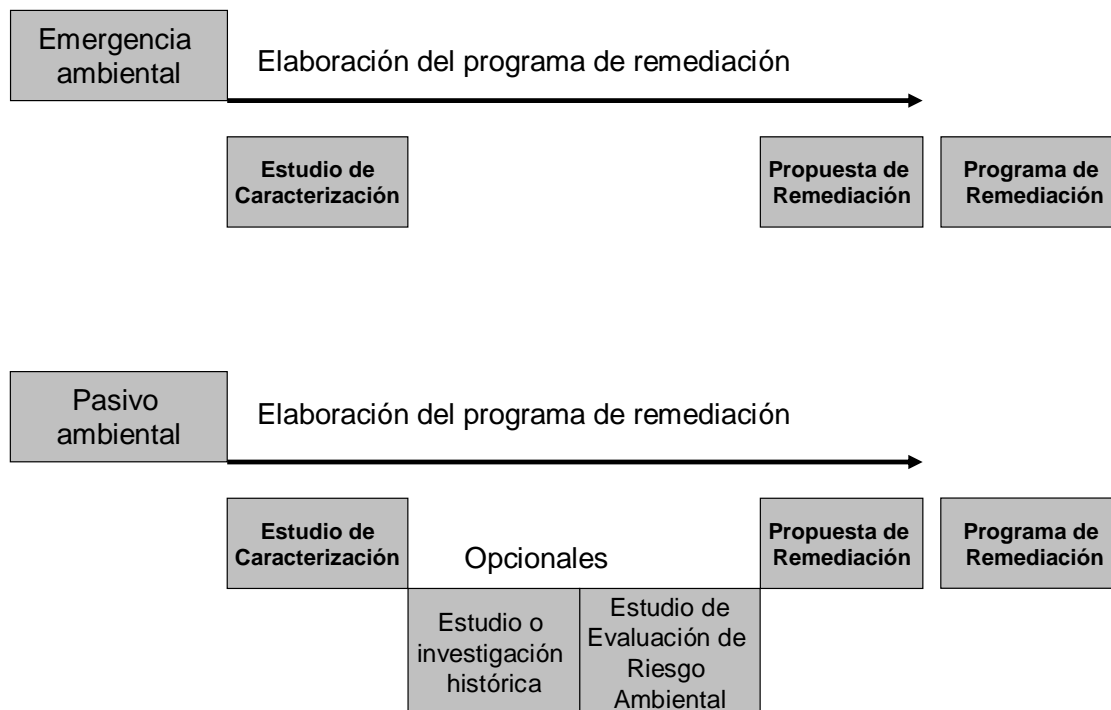 Emergencia
ambiental
Elaboración del programa de remediación
Estudio de
Caracterización
Propuesta de
Remediación
Programa de
Remediación
Pasivo
ambiental
Elaboración del programa de remediación
Estudio de
Caracterización
Opcionales
Propuesta de
Remediación
Programa de
Remediación
Estudio o
investigación
histórica
Estudio de
Evaluación de
Riesgo
Ambiental